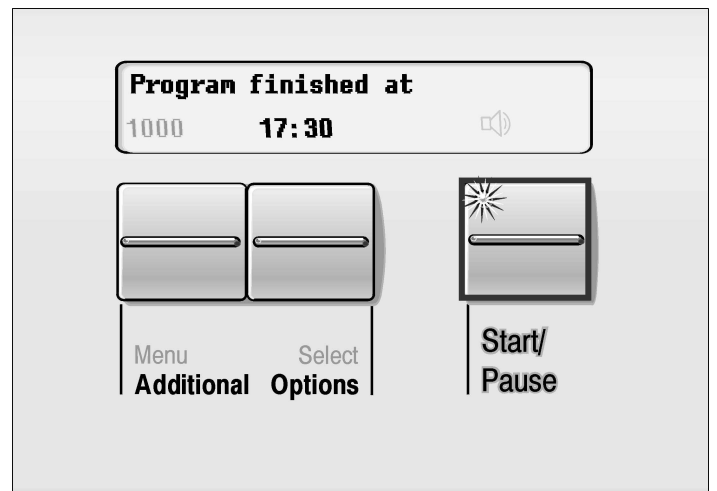 Program finished at
1000 17:30
Menu Select
Additional Options
Start/
Pause